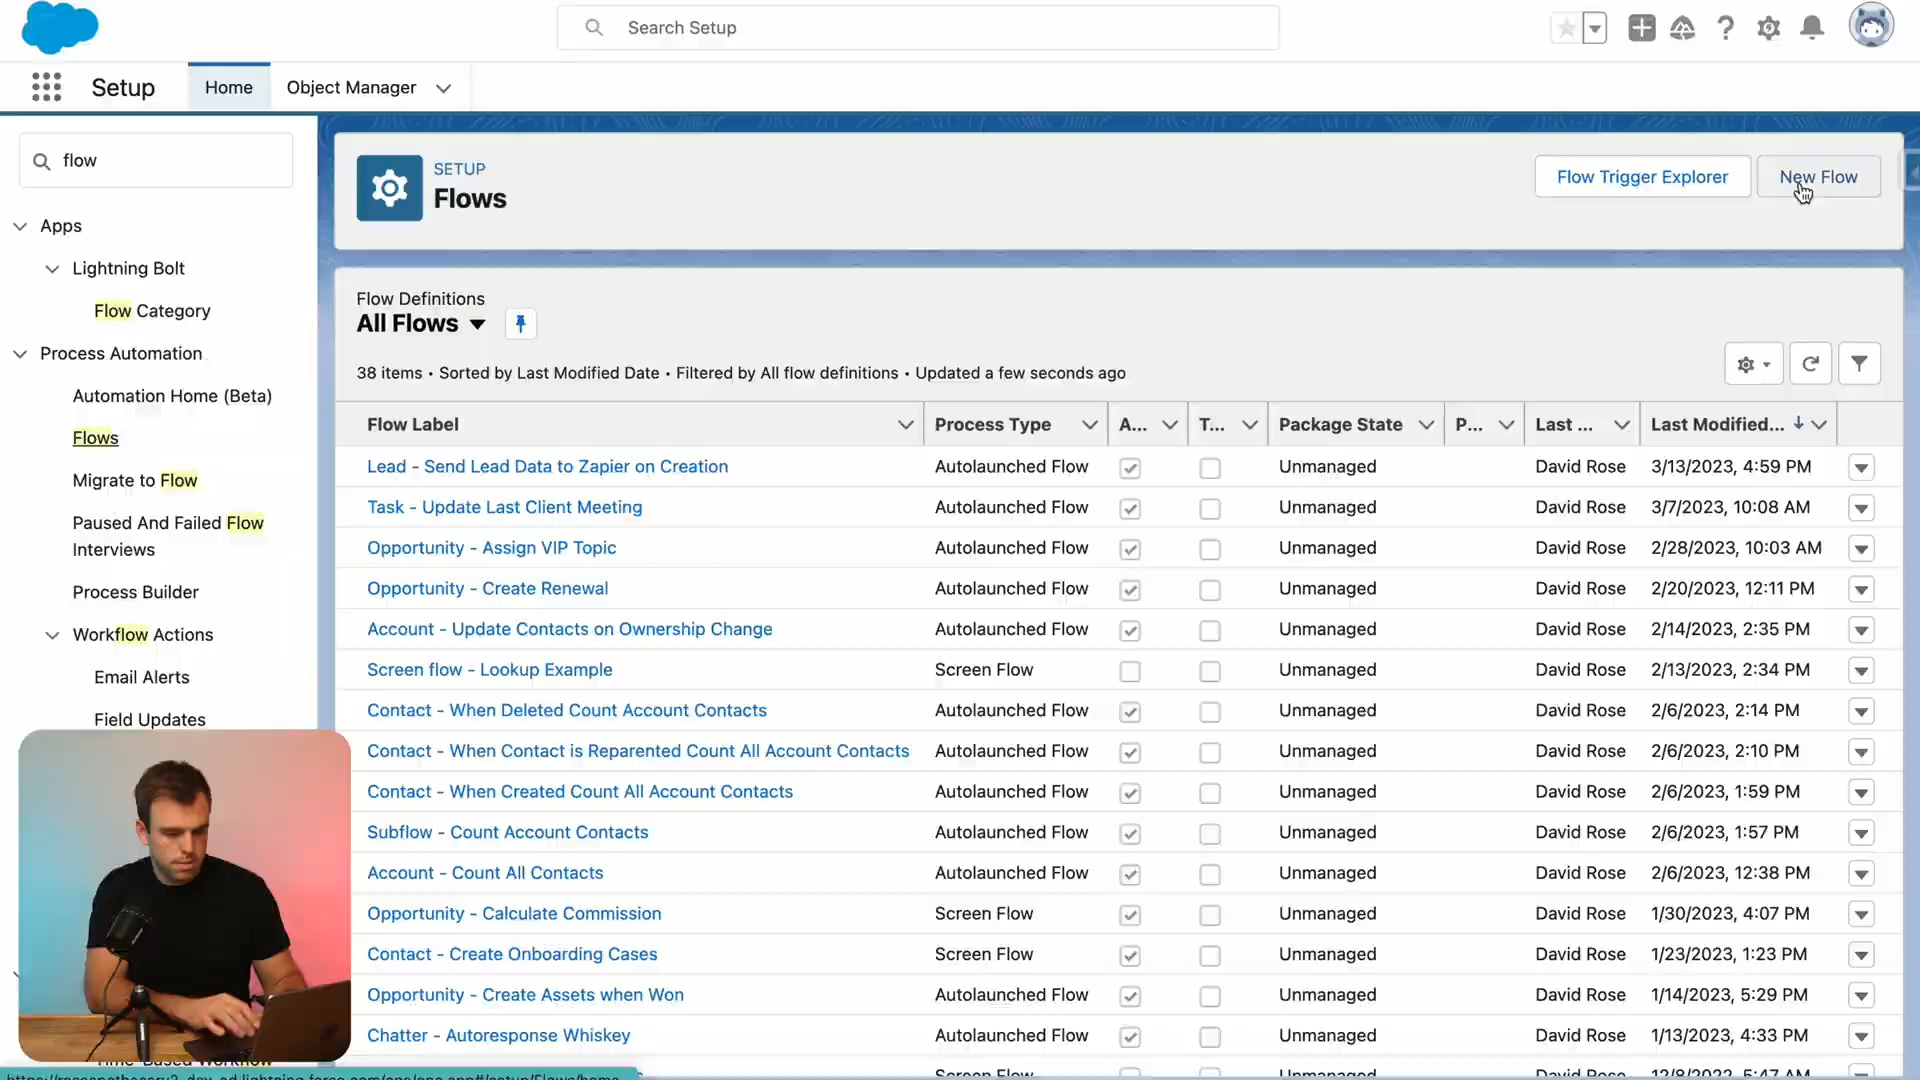 Search Setup
Setup
Home
Object Manager
flow
Apps
Lightning Bolt
Flow Category
Process Automation
Automation Home (Beta)
Flows
Migrate to Flow
Paused And Failed Flow
Interviews
Process Builder
Workflow Actions
Email Alerts
Field Updates
SETUP
Flows
Flow Trigger Explorer
New Flow
Flow Definitions
All Flows
38 items • Sorted by Last Modified Date • Filtered by All flow definitions • Updated a few seconds ago
Flow Label Process Type A... T... Package State P... Last ... Last Modified...
Lead - Send Lead Data to Zapier on Creation Autolaunched Flow Unmanaged David Rose 3/13/2023, 4:59 PM
Task - Update Last Client Meeting Autolaunched Flow Unmanaged David Rose 3/7/2023, 10:08 AM
Opportunity - Assign VIP Topic Autolaunched Flow Unmanaged David Rose 2/28/2023, 10:03 AM
Opportunity - Create Renewal Autolaunched Flow Unmanaged David Rose 2/20/2023, 12:11 PM
Account - Update Contacts on Ownership Change Autolaunched Flow Unmanaged David Rose 2/14/2023, 2:35 PM
Screen flow - Lookup Example Screen Flow Unmanaged David Rose 2/13/2023, 2:34 PM
Contact - When Deleted Count Account Contacts Autolaunched Flow Unmanaged David Rose 2/6/2023, 2:14 PM
Contact - When Contact is Reparented Count All Account Contacts Autolaunched Flow Unmanaged David Rose 2/6/2023, 2:10 PM
Contact - When Created Count All Account Contacts Autolaunched Flow Unmanaged David Rose 2/6/2023, 1:59 PM
Subflow - Count Account Contacts Autolaunched Flow Unmanaged David Rose 2/6/2023, 1:57 PM
Account - Count All Contacts Autolaunched Flow Unmanaged David Rose 2/6/2023, 12:38 PM
Opportunity - Calculate Commission Screen Flow Unmanaged David Rose 1/30/2023, 4:07 PM
Contact - Create Onboarding Cases Screen Flow Unmanaged David Rose 1/23/2023, 1:23 PM
Opportunity - Create Assets when Won Autolaunched Flow Unmanaged David Rose 1/14/2023, 5:29 PM
Chatter - Autoresponse Whiskey Autolaunched Flow Unmanaged David Rose 1/13/2023, 4:33 PM
Screen Flow Unmanaged David Rose 12/8/2022, 5:47 AM